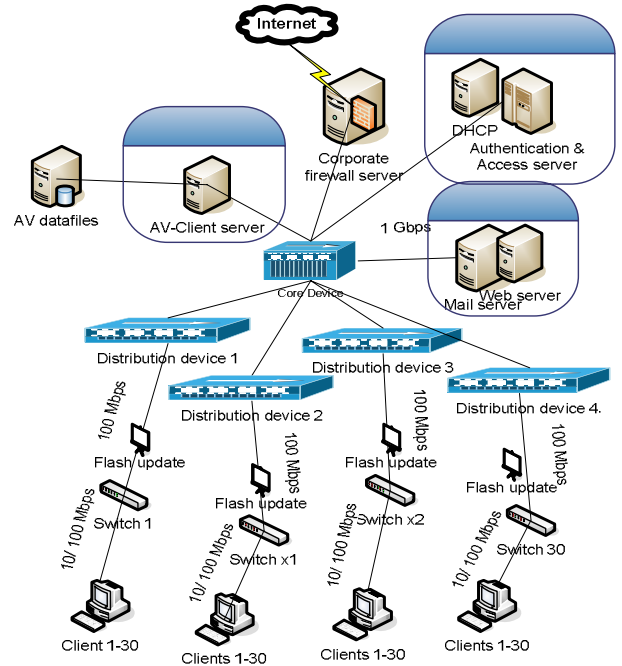 Internet
DHCP
Authentication &
Access server
Corporate
firewall server
AV datafiles
AV-Client server
1 Gbps
Web server
Mail server
Core Device
Distribution device 1
Distribution device 3
Distribution device 2
Distribution device 4.
100 Mbps
100 Mbps
100 Mbps
100 Mbps
Flash update
Flash update
Flash update
Flash update
Switch 1
Switch x1
Switch x2
Switch 30
10/ 100 Mbps
10/ 100 Mbps
10/ 100 Mbps
10/ 100 Mbps
Client 1-30
Clients 1-30
Clients 1-30
Clients 1-30